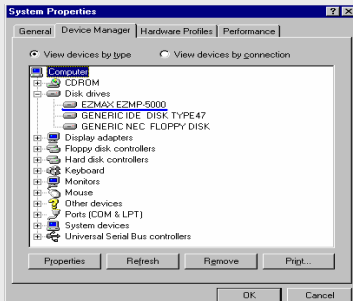 System Properties
General Device Manager Hardware Profiles Performance
View devices by type View devices by connection
Computer
CDROM
Disk drives
EZMAX EZMP-5000
GENERIC IDE DISK TYPE47
GENERIC NEC FLOPPY DISK
Display adapters
Floppy disk controllers
Hard disk controllers
Keyboard
Monitors
Mouse
Other devices
Ports (COM & LPT)
System devices
Universal Serial Bus controllers
Properties Refresh Remove Print...
OK Cancel